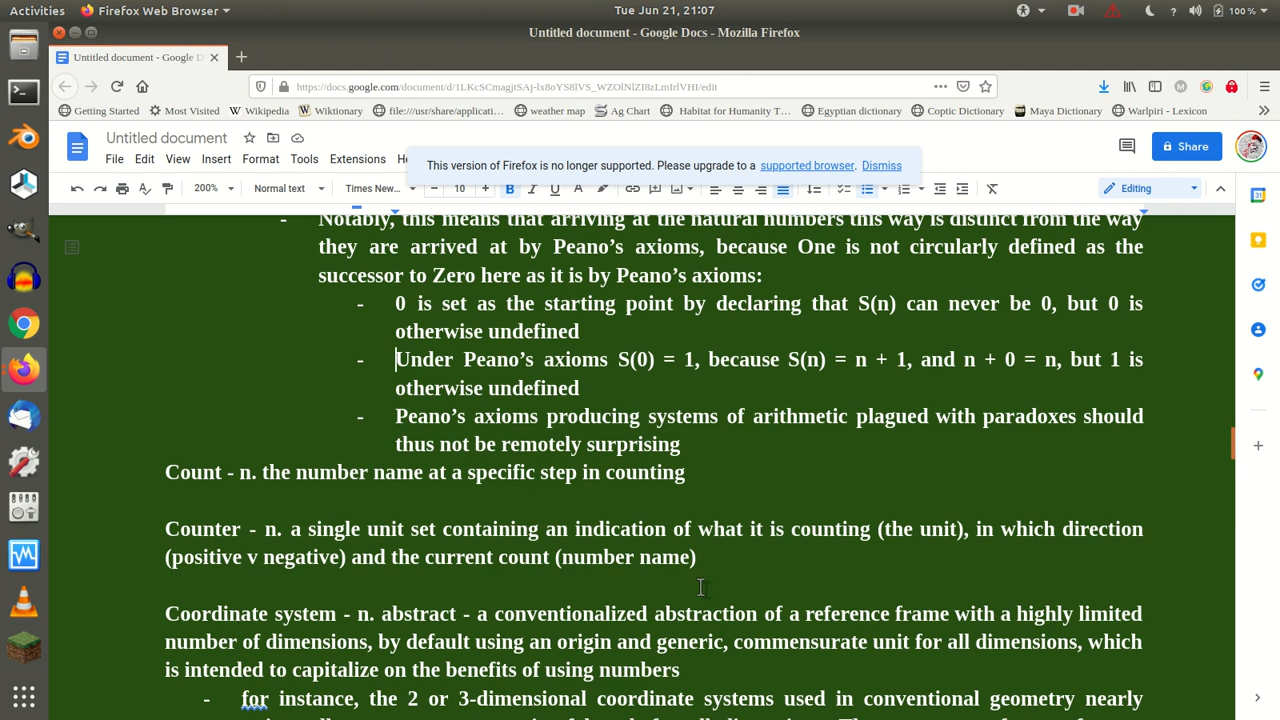 Activities Firefox Web Browser Tue Jun 21, 21:07 100 %
Untitled document - Google Docs - Mozilla Firefox
Untitled document - Google D
https://docs.google.com/document/d/
Getting Started Most Visited Wikipedia Wiktionary file:///usr/share/applicati… weather map Ag Chart Habitat for Humanity T… Egyptian dictionary Coptic - Dictionary Maya Dictionary Warlpiri - Lexicon
Untitled document
Share
File Edit View Insert Format Tools Extensions
This version of Firefox is no longer supported. Please upgrade to a supported browser. Dismiss
200% Normal text Times New... 10 B I U A Editing
- Notably, this means that arriving at the natural numbers this way is distinct from the way
they are arrived at by Peano’s axioms, because One is not circularly defined as the
successor to Zero here as it is by Peano’s axioms:
- 0 is set as the starting point by declaring that S(n) can never be 0, but 0 is
otherwise undefined
- Under Peano’s axioms S(0) = 1, because S(n) = n + 1, and n + 0 = n, but 1 is
otherwise undefined
- Peano’s axioms producing systems of arithmetic plagued with paradoxes should
thus not be remotely surprising
Count - n. the number name at a specific step in counting
Counter - n. a single unit set containing an indication of what it is counting (the unit), in which direction
(positive v negative) and the current count (number name)
Coordinate system - n. abstract - a conventionalized abstraction of a reference frame with a highly limited
number of dimensions, by default using an origin and generic, commensurate unit for all dimensions, which
is intended to capitalize on the benefits of using numbers
- for instance, the 2 or 3-dimensional coordinate systems used in conventional geometry nearly